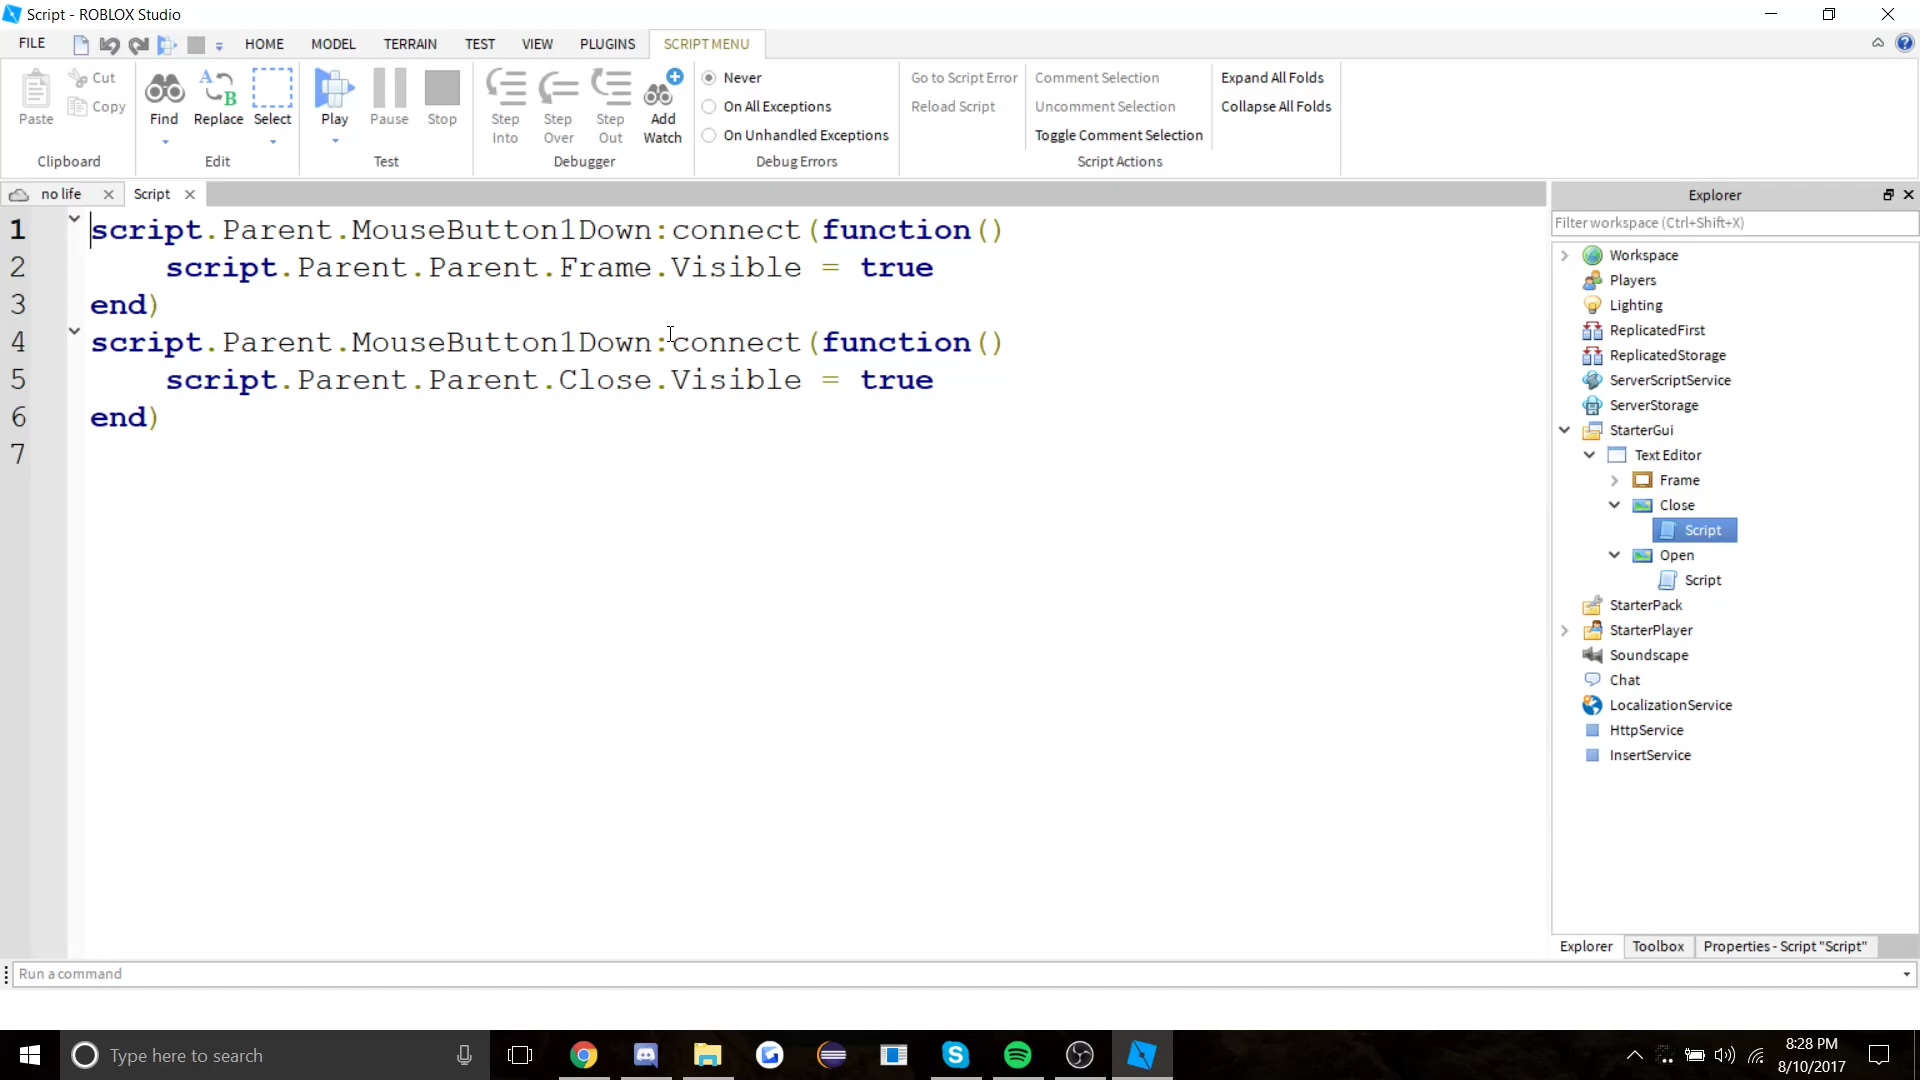 Script - ROBLOX Studio
FILE HOME MODEL TERRAIN TEST VIEW PLUGINS SCRIPT MENU
Paste Cut Copy
Clipboard
Find Replace Select
Edit
Play Pause Stop
Test
Step Into Step Over Step Out Add Watch
Debugger
Never
On All Exceptions
On Unhandled Exceptions
Debug Errors
Go to Script Error
Reload Script
Comment Selection
Uncomment Selection
Toggle Comment Selection
Expand All Folds
Collapse All Folds
Script Actions
no life Script
1 script.Parent.MouseButton1Down:connect(function()
2 script.Parent.Parent.Frame.Visible = true
3 end)
4 script.Parent.MouseButton1Down:connect(function()
5 script.Parent.Parent.Close.Visible = true
6 end)
7
Explorer
Filter workspace (Ctrl+Shift+X)
Workspace
Players
Lighting
ReplicatedFirst
ReplicatedStorage
ServerScriptService
ServerStorage
StarterGui
Text Editor
Frame
Close
Script
Open
Script
StarterPack
StarterPlayer
Soundscape
Chat
LocalizationService
HttpService
InsertService
Explorer Toolbox Properties - Script "Script"
Run a command
Type here to search
8:28 PM
8/10/2017